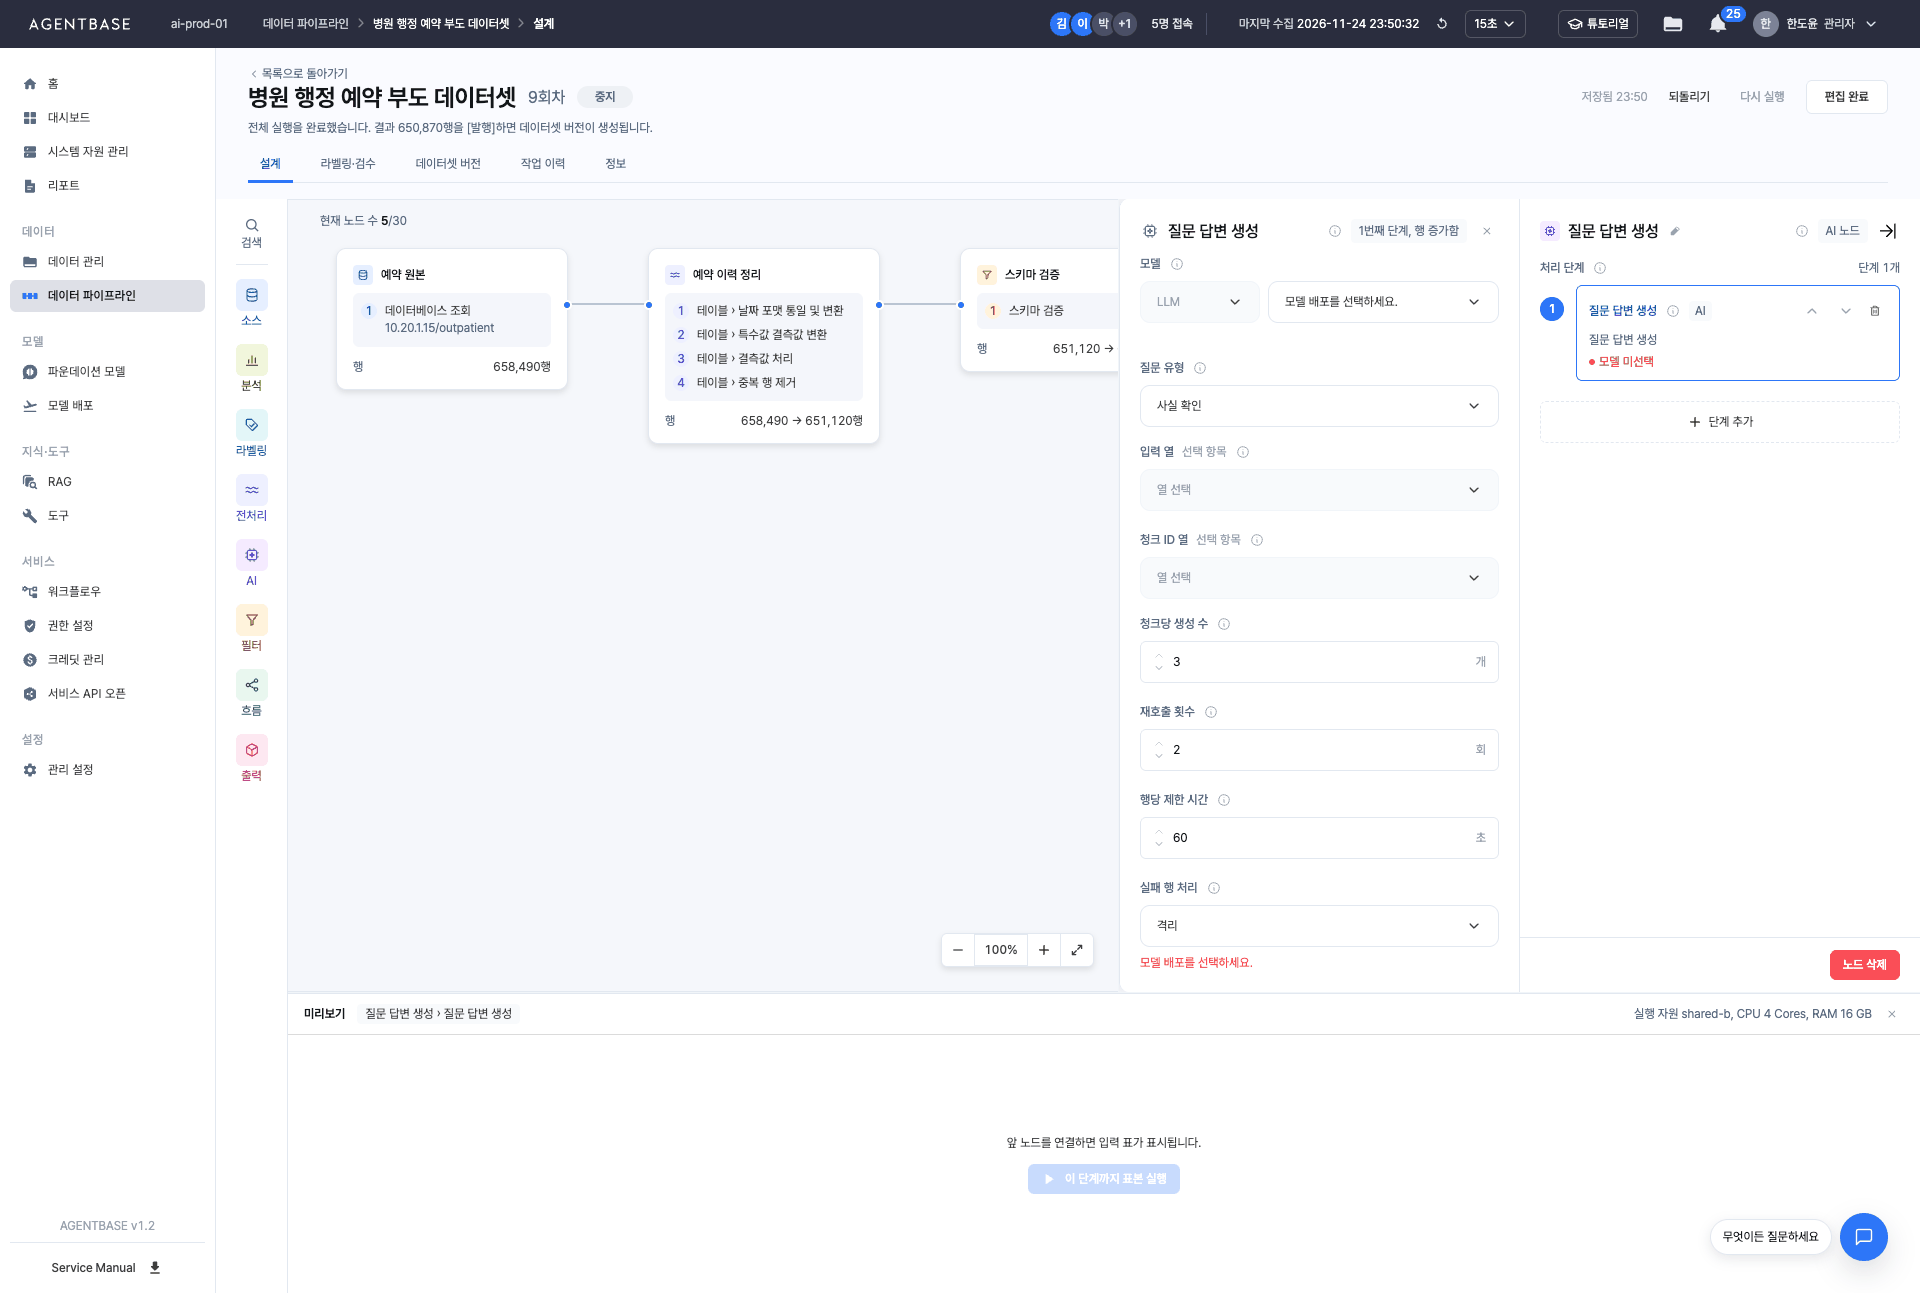 AGENTBASE
ai-prod-01
데이터 파이프라인
병원 행정 예약 부도 데이터셋
설계
김
이
박
+1
5명 접속
마지막 수집 2026-11-24 23:50:32
15초
튜토리얼
25
한
한도윤 관리자
홈
대시보드
시스템 자원 관리
리포트
데이터
데이터 관리
데이터 파이프라인
모델
파운데이션 모델
모델 배포
지식·도구
RAG
도구
서비스
워크플로우
권한 설정
크레딧 관리
서비스 API 오픈
설정
관리 설정
AGENTBASE v1.2
Service Manual
목록으로 돌아가기
병원 행정 예약 부도 데이터셋
9회차
중지
전체 실행을 완료했습니다. 결과 650,870행을 [발행]하면 데이터셋 버전이 생성됩니다.
저장됨 23:50
되돌리기
다시 실행
편집 완료
설계
라벨링·검수
데이터셋 버전
작업 이력
정보
검색
소스
분석
라벨링
전처리
AI
필터
흐름
출력
현재 노드 수 5/30
예약 원본
1 데이터베이스 조회
10.20.1.15/outpatient
행 658,490행
예약 이력 정리
1 테이블 › 날짜 포맷 통일 및 변환
2 테이블 › 특수값 결측값 변환
3 테이블 › 결측값 처리
4 테이블 › 중복 행 제거
행 658,490 → 651,120행
스키마 검증
1 스키마 검증
행 651,120 →
100%
질문 답변 생성
1번째 단계, 행 증가함
모델
LLM
모델 배포를 선택하세요.
질문 유형
사실 확인
입력 열 선택 항목
열 선택
청크 ID 열 선택 항목
열 선택
청크당 생성 수
3 개
재호출 횟수
2 회
행당 제한 시간
60 초
실패 행 처리
격리
모델 배포를 선택하세요.
질문 답변 생성
AI 노드
처리 단계
단계 1개
1
질문 답변 생성
AI
질문 답변 생성
모델 미선택
단계 추가
노드 삭제
미리보기
질문 답변 생성 › 질문 답변 생성
실행 자원 shared-b, CPU 4 Cores, RAM 16 GB
앞 노드를 연결하면 입력 표가 표시됩니다.
이 단계까지 표본 실행
무엇이든 질문하세요